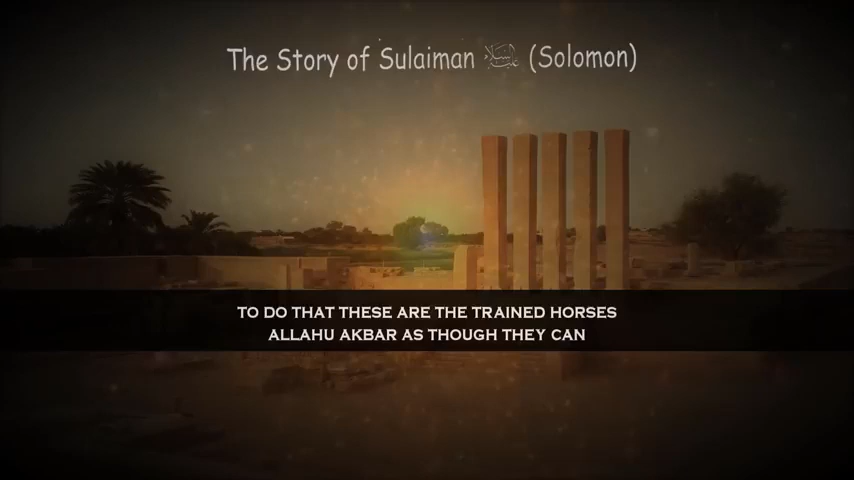 The Story of Sulaiman عليه السلام (Solomon)
TO DO THAT THESE ARE THE TRAINED HORSES
ALLAHU AKBAR AS THOUGH THEY CAN